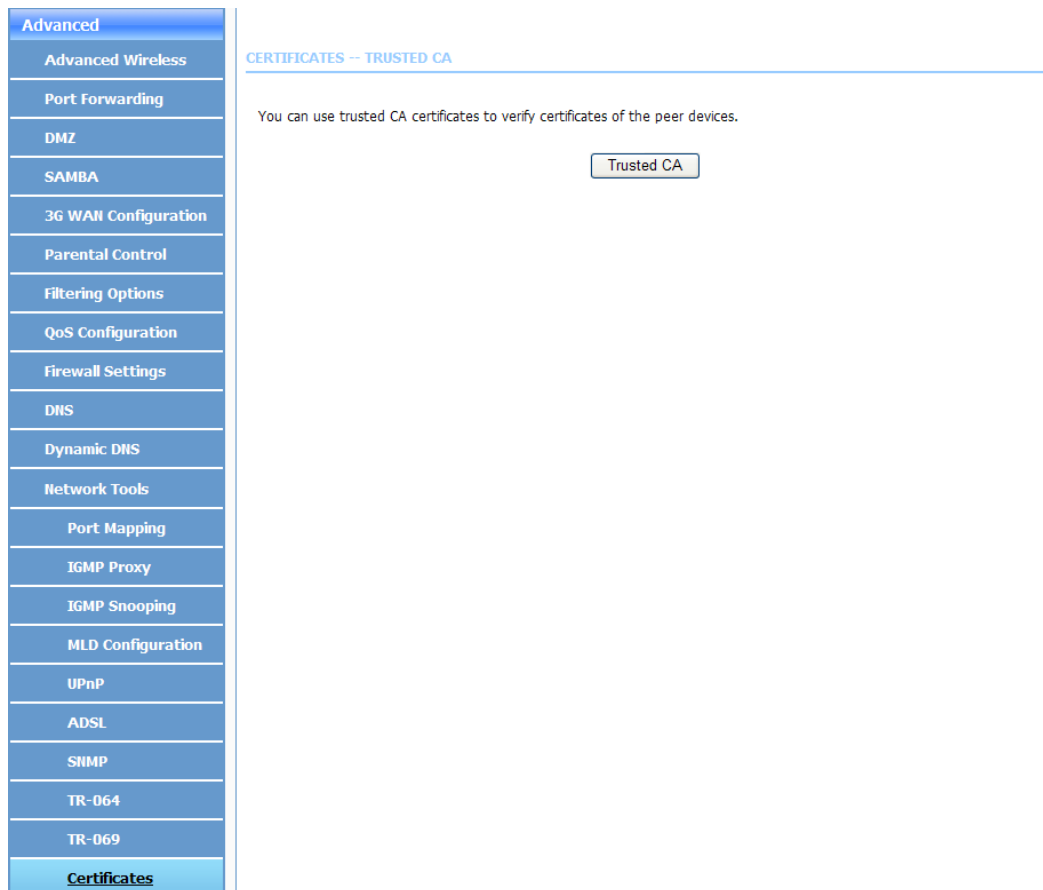 Advanced
Advanced Wireless
Port Forwarding
DMZ
SAMBA
3G WAN Configuration
Parental Control
Filtering Options
QoS Configuration
Firewall Settings
DNS
Dynamic DNS
Network Tools
Port Mapping
IGMP Proxy
IGMP Snooping
MLD Configuration
UPnP
ADSL
SNMP
TR-064
TR-069
Certificates
CERTIFICATES -- TRUSTED CA
You can use trusted CA certificates to verify certificates of the peer devices.
Trusted CA